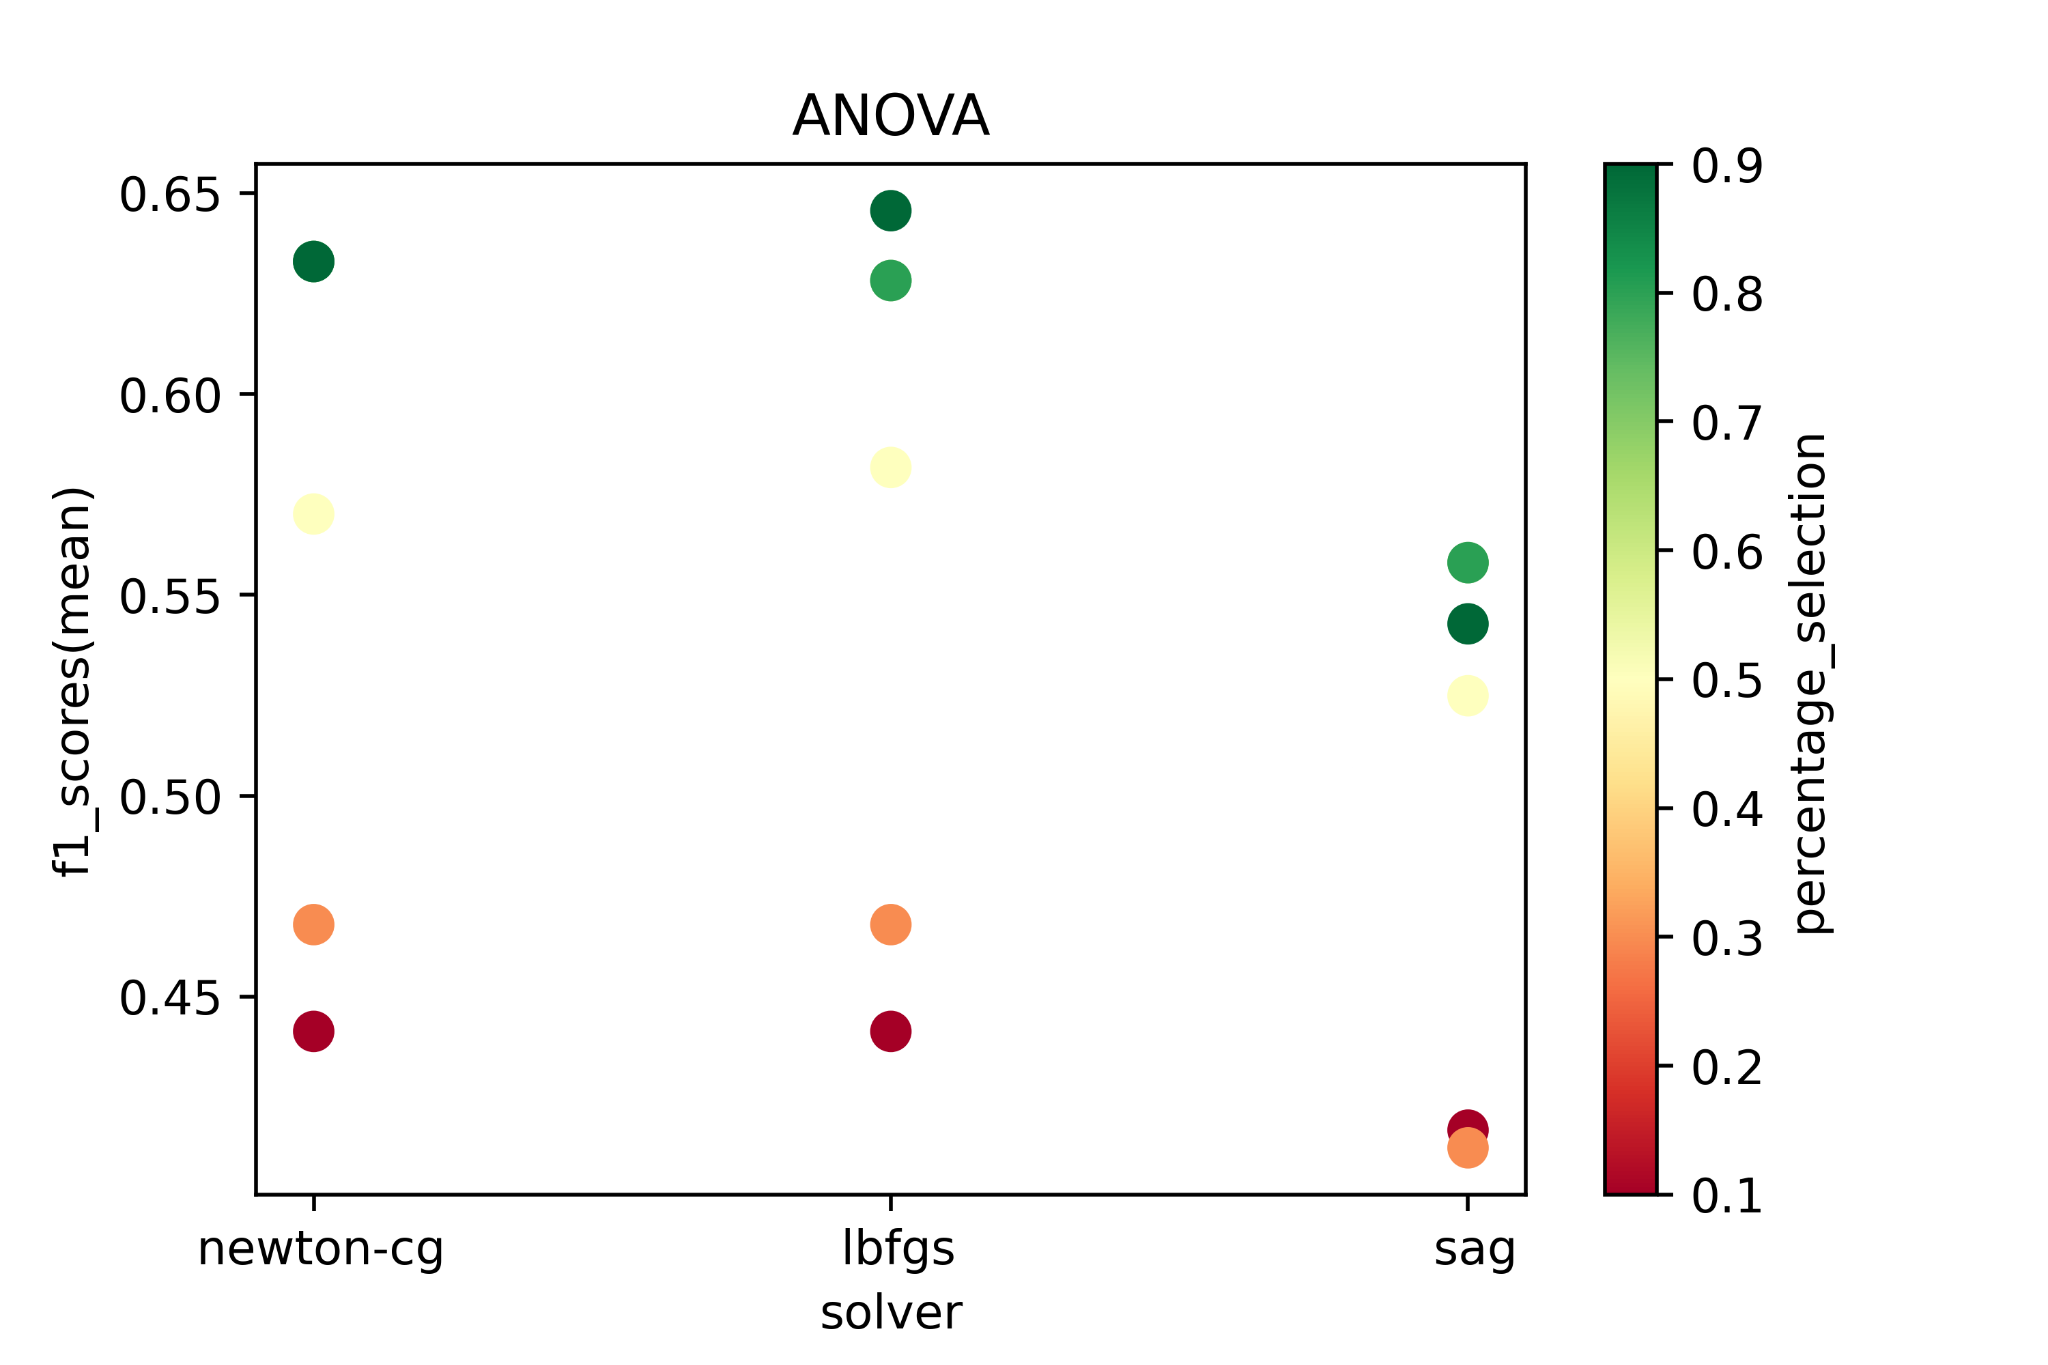 ANOVA
f1_scores(mean)
0.65
0.60
0.55
0.50
0.45
newton-cg
lbfgs
sag
solver
0.9
0.8
0.7
0.6
0.5
0.4
0.3
0.2
0.1
percentage_selection